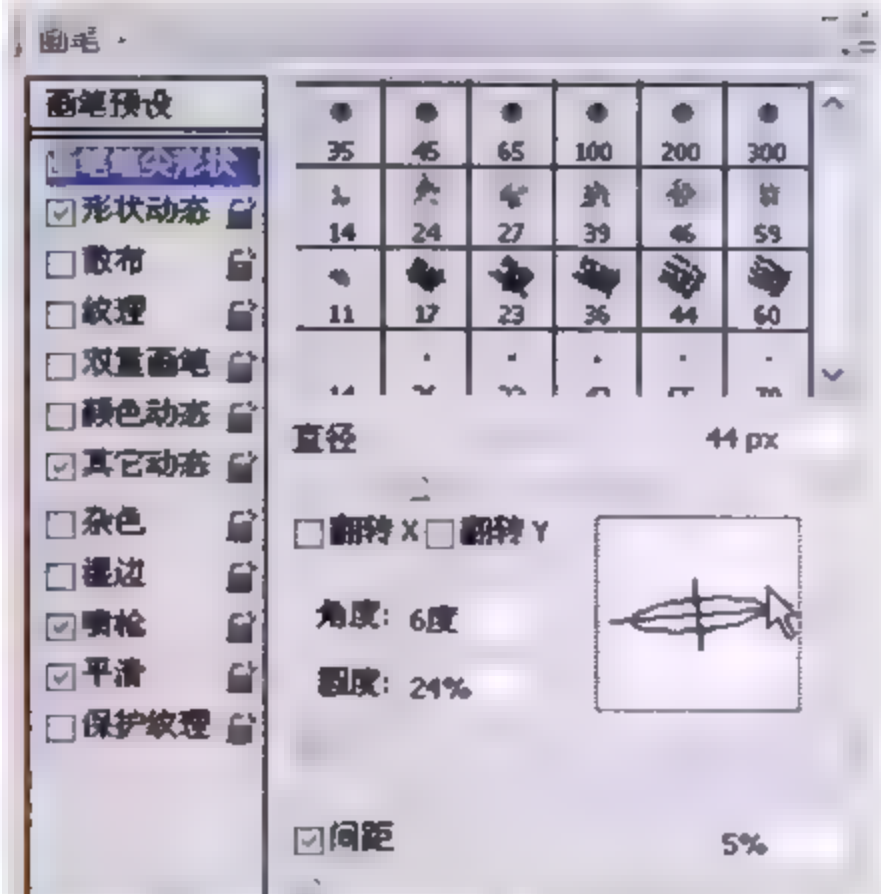 画笔
画笔预设
画笔笔尖形状
形状动态
散布
纹理
双重画笔
颜色动态
其它动态
杂色
湿边
喷枪
平滑
保护纹理
35 45 65 100 200 300
14 24 27 39 46 59
11 17 23 36 44 60
直径 44 px
翻转 X 翻转 Y
角度: 6度
圆度: 24%
间距 5%